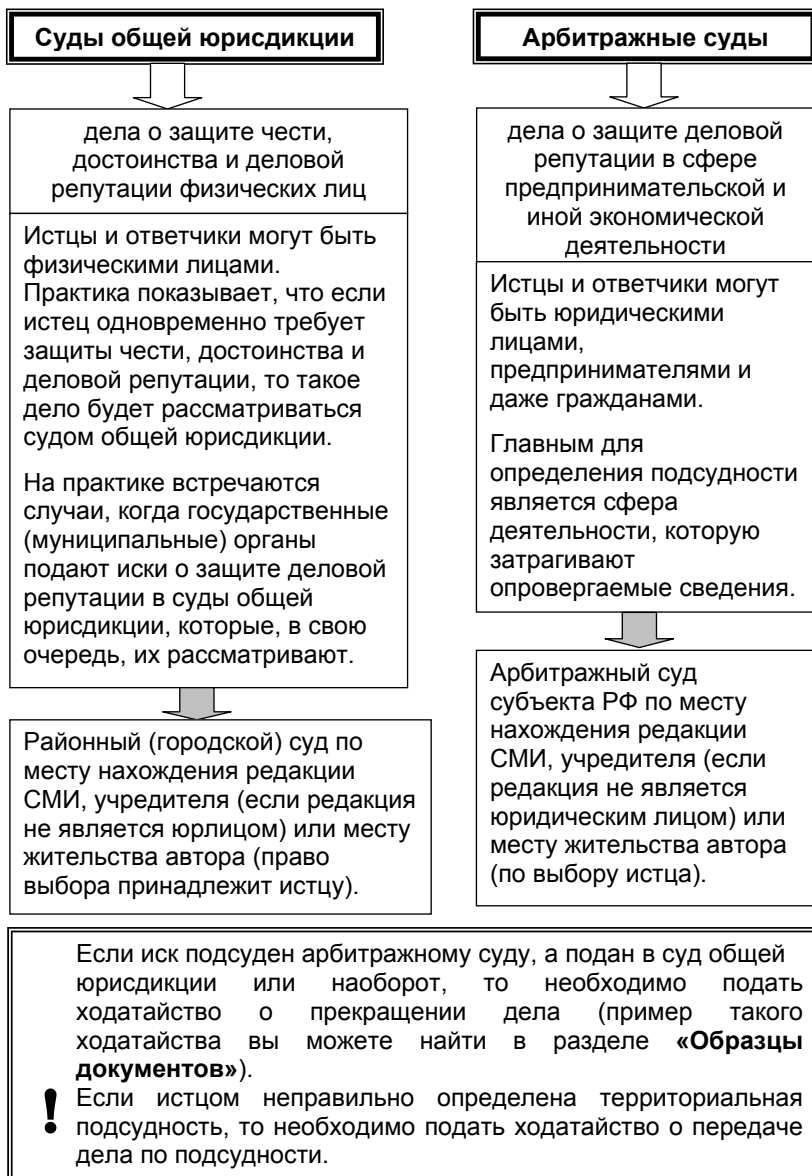 Суды общей юрисдикции
дела о защите чести,
достоинства и деловой
репутации физических лиц
Истцы и ответчики могут быть
физическими лицами.
Практика показывает, что если
истец одновременно требует
защиты чести, достоинства и
деловой репутации, то такое
дело будет рассматриваться
судом общей юрисдикции.
На практике встречаются
случаи, когда государственные
(муниципальные) органы
подают иски о защите деловой
репутации в суды общей
юрисдикции, которые, в свою
очередь, их рассматривают.
Районный (городской) суд по
месту нахождения редакции
СМИ, учредителя (если редакция
не является юрлицом) или месту
жительства автора (право
выбора принадлежит истцу).
Арбитражные суды
дела о защите деловой
репутации в сфере
предпринимательской и
иной экономической
деятельности
Истцы и ответчики могут
быть юридическими
лицами,
предпринимателями и
даже гражданами.
Главным для
определения подсудности
является сфера
деятельности, которую
затрагивают
опровергаемые сведения.
Арбитражный суд
субъекта РФ по месту
нахождения редакции
СМИ, учредителя (если
редакция не является
юридическим лицом) или
месту жительства автора
(по выбору истца).
Если иск подсуден арбитражному суду, а подан в суд общей
юрисдикции или наоборот, то необходимо подать
ходатайство о прекращении дела (пример такого
ходатайства вы можете найти в разделе «Образцы
документов»).
! Если истцом неправильно определена территориальная
подсудность, то необходимо подать ходатайство о передаче
дела по подсудности.